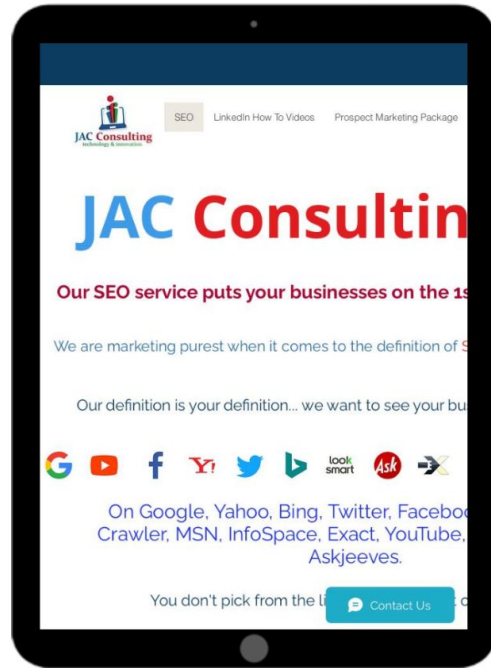 JAC Consulting
technology & innovations
SEO
LinkedIn How To Videos
Prospect Marketing Package
JAC Consultin
Our SEO service puts your businesses on the 1s
We are marketing purest when it comes to the definition of S
Our definition is your definition... we want to see your bu
G
f
Y!
look
smart
Ask
X
On Google, Yahoo, Bing, Twitter, Faceboo
Crawler, MSN, InfoSpace, Exact, YouTube,
Askjeeves.
You don't pick from the li
Contact Us